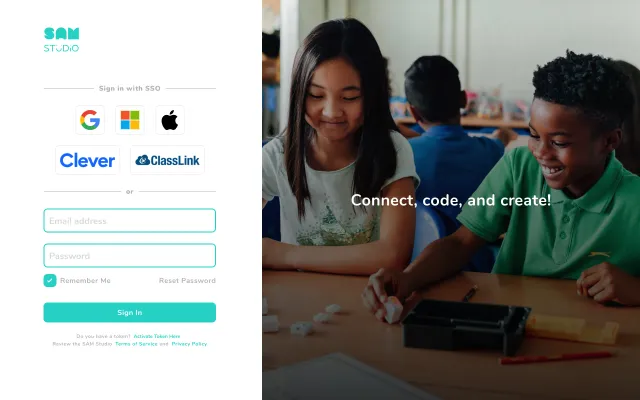 SAM
STUDIO
Sign in with SSO
Clever
ClassLink
or
Email address
Password
Remember Me
Reset Password
Sign In
Do you have a token? Activate Token Here
Review the SAM Studio Terms of Service and Privacy Policy
Connect, code, and create!